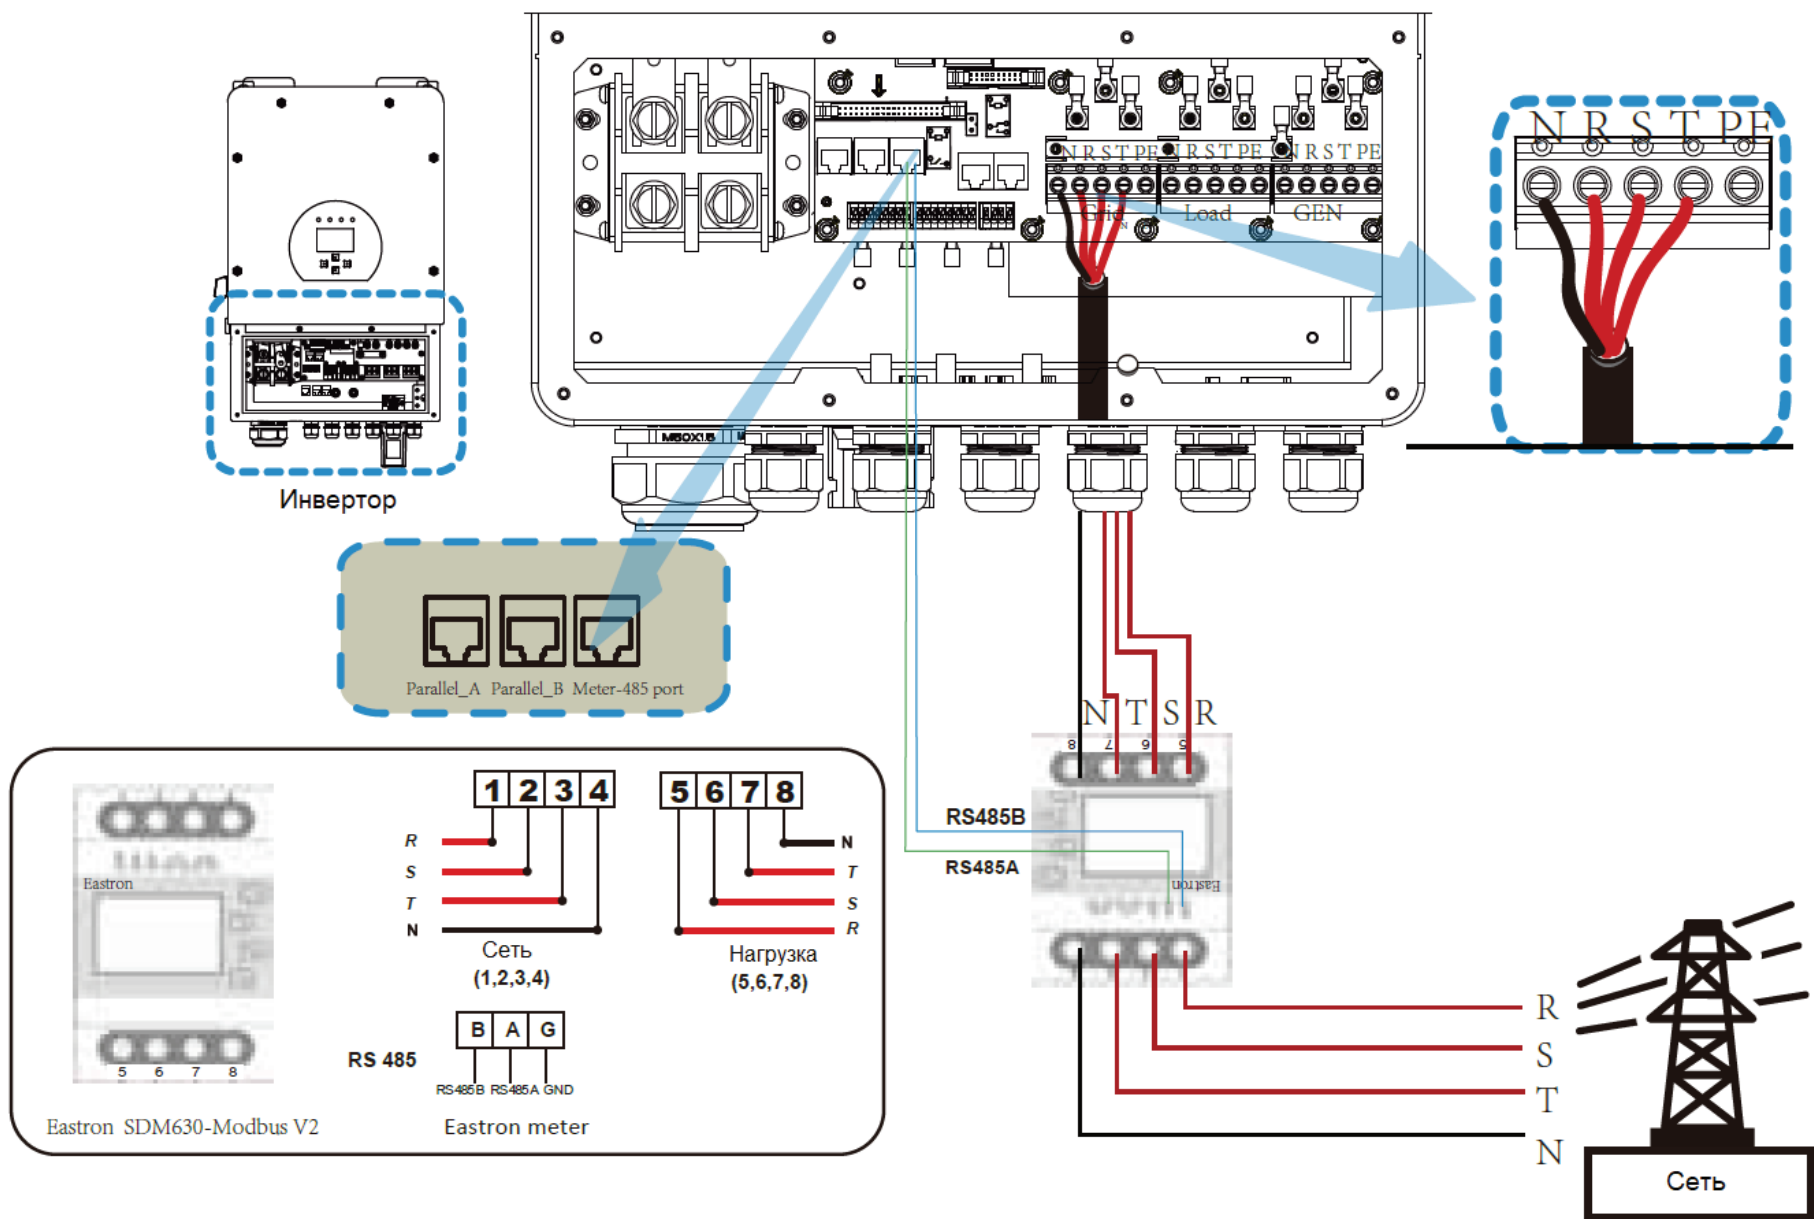 N R S T PE
N R S T PE
N R S T PE
N R S T PE
Grid
Load
GEN
N
M50X1.5
M
Инвертор
Parallel_A Parallel_B Meter-485 port
N T S R
8 7 6 5
RS485B
RS485A
Eastron
1 2 3 4
5 6 7 8
R
S
T
N
N
T
S
R
Сеть
(1,2,3,4)
Нагрузка
(5,6,7,8)
Eastron
5 6 7 8
B A G
RS 485
RS485B RS485A GND
Eastron SDM630-Modbus V2
Eastron meter
R
S
T
N
Сеть